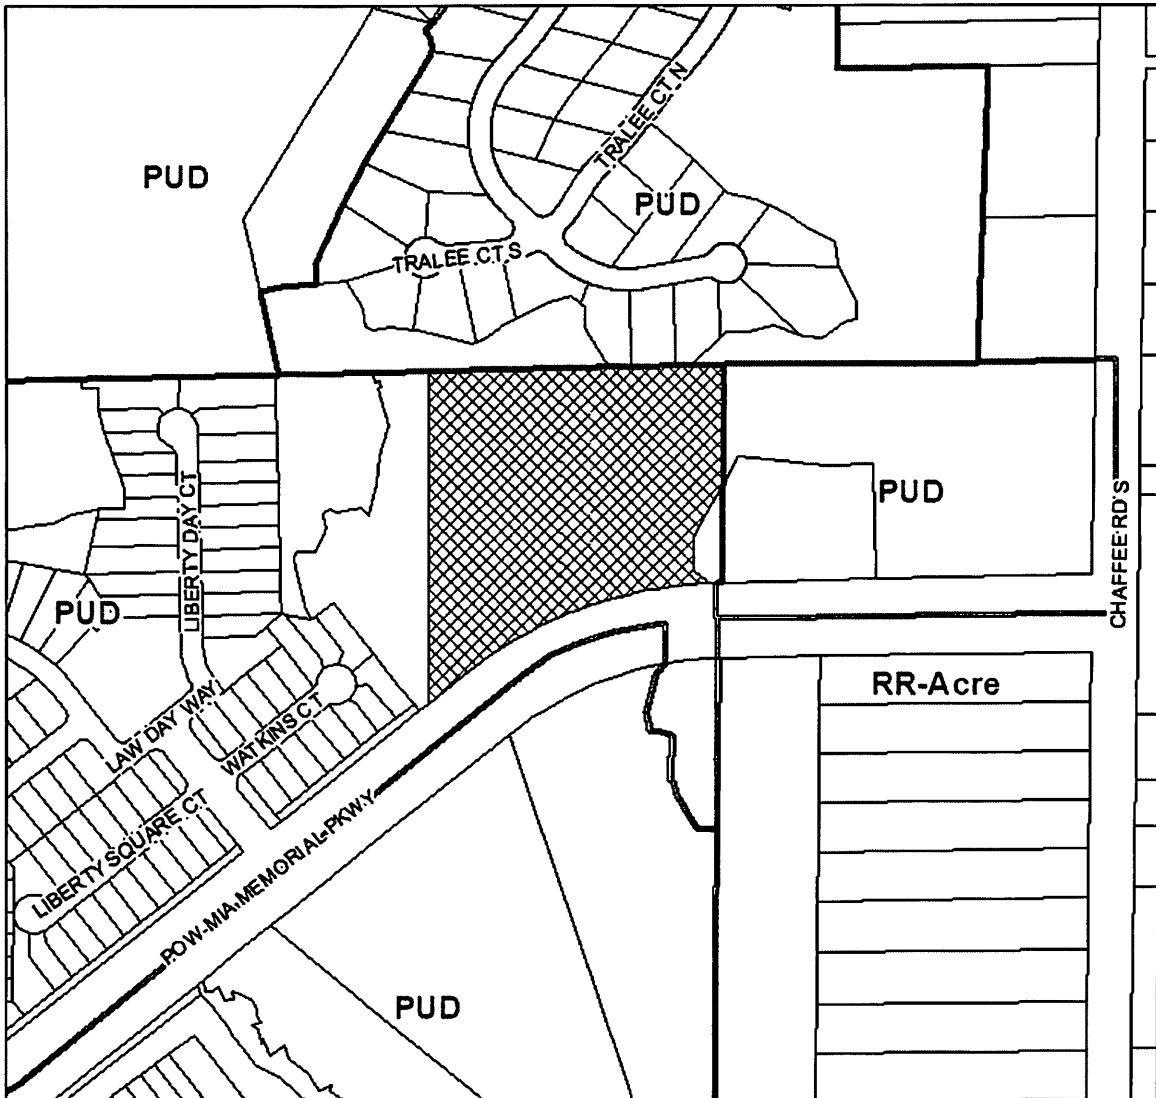 TRALEE CT N
PUD
PUD
TRALEE CT S
PUD
LIBERTY DAY CT
CHAFFEE RD S
PUD
RR-Acre
LAW DAY WAY
WATKINS CT
LIBERTY SQUARE CT
POW-MIA MEMORIAL PKWY
PUD